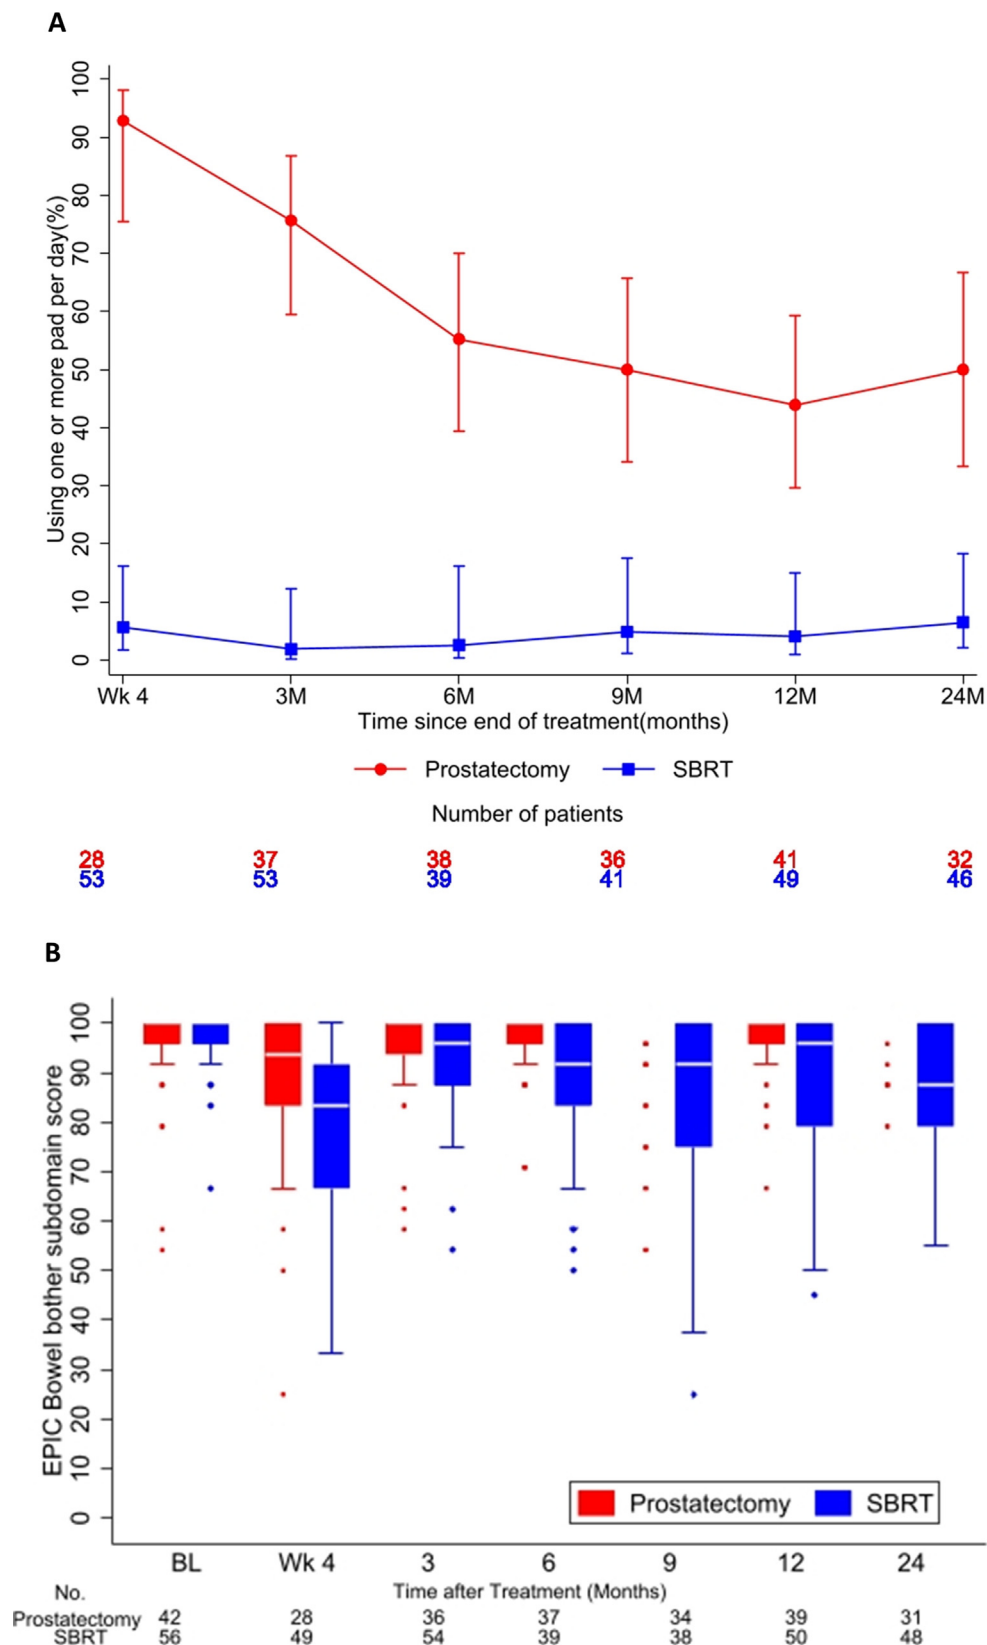 A
Using one or more pad per day(%)
100
90
80
70
60
50
40
30
20
10
0
Wk 4 3M 6M 9M 12M 24M
Time since end of treatment(months)
Prostatectomy SBRT
Number of patients
28 37 38 36 41 32
53 53 39 41 49 46
B
EPIC Bowel bother subdomain score
100
90
80
70
60
50
40
30
20
10
0
Prostatectomy SBRT
BL Wk 4 3 6 9 12 24
No. Time after Treatment (Months)
Prostatectomy 42 28 36 37 34 39 31
SBRT 56 49 54 39 38 50 48